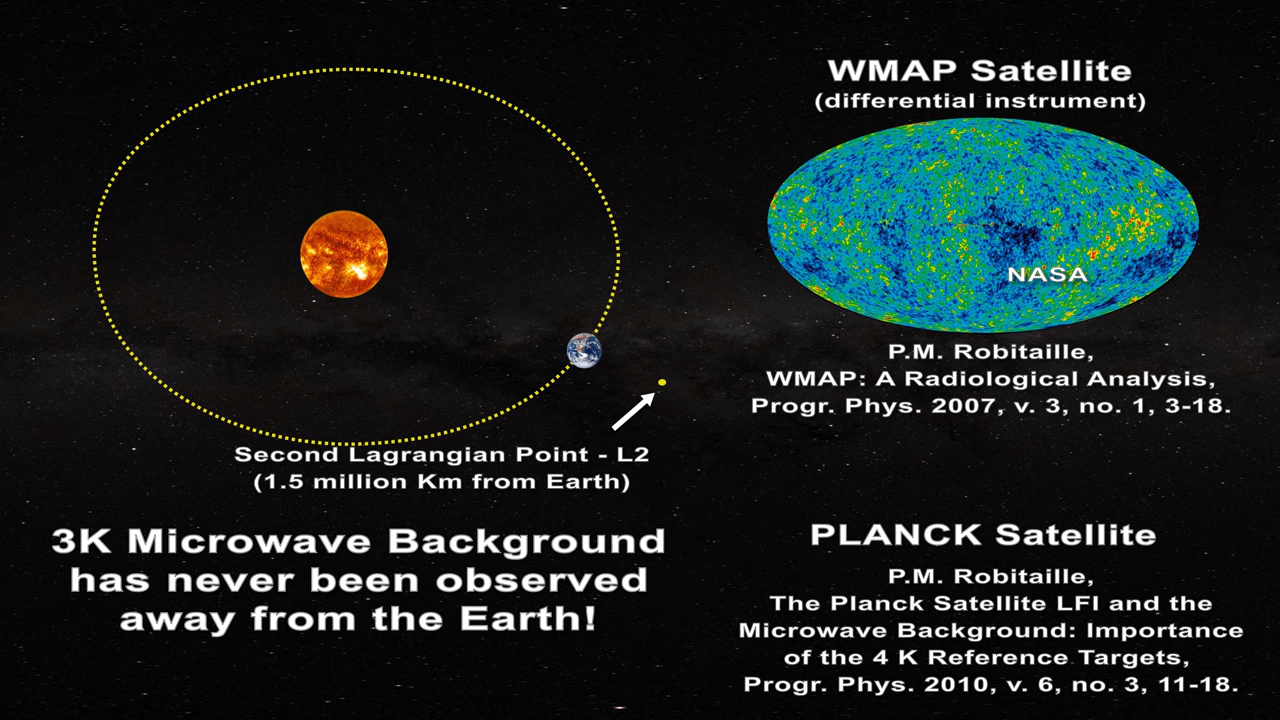 WMAP Satellite
(differential instrument)
NASA
P.M. Robitaille,
WMAP: A Radiological Analysis,
Progr. Phys. 2007, v. 3, no. 1, 3-18.
Second Lagrangian Point - L2
(1.5 million Km from Earth)
3K Microwave Background
has never been observed
away from the Earth!
PLANCK Satellite
P.M. Robitaille,
The Planck Satellite LFI and the
Microwave Background: Importance
of the 4 K Reference Targets,
Progr. Phys. 2010, v. 6, no. 3, 11-18.